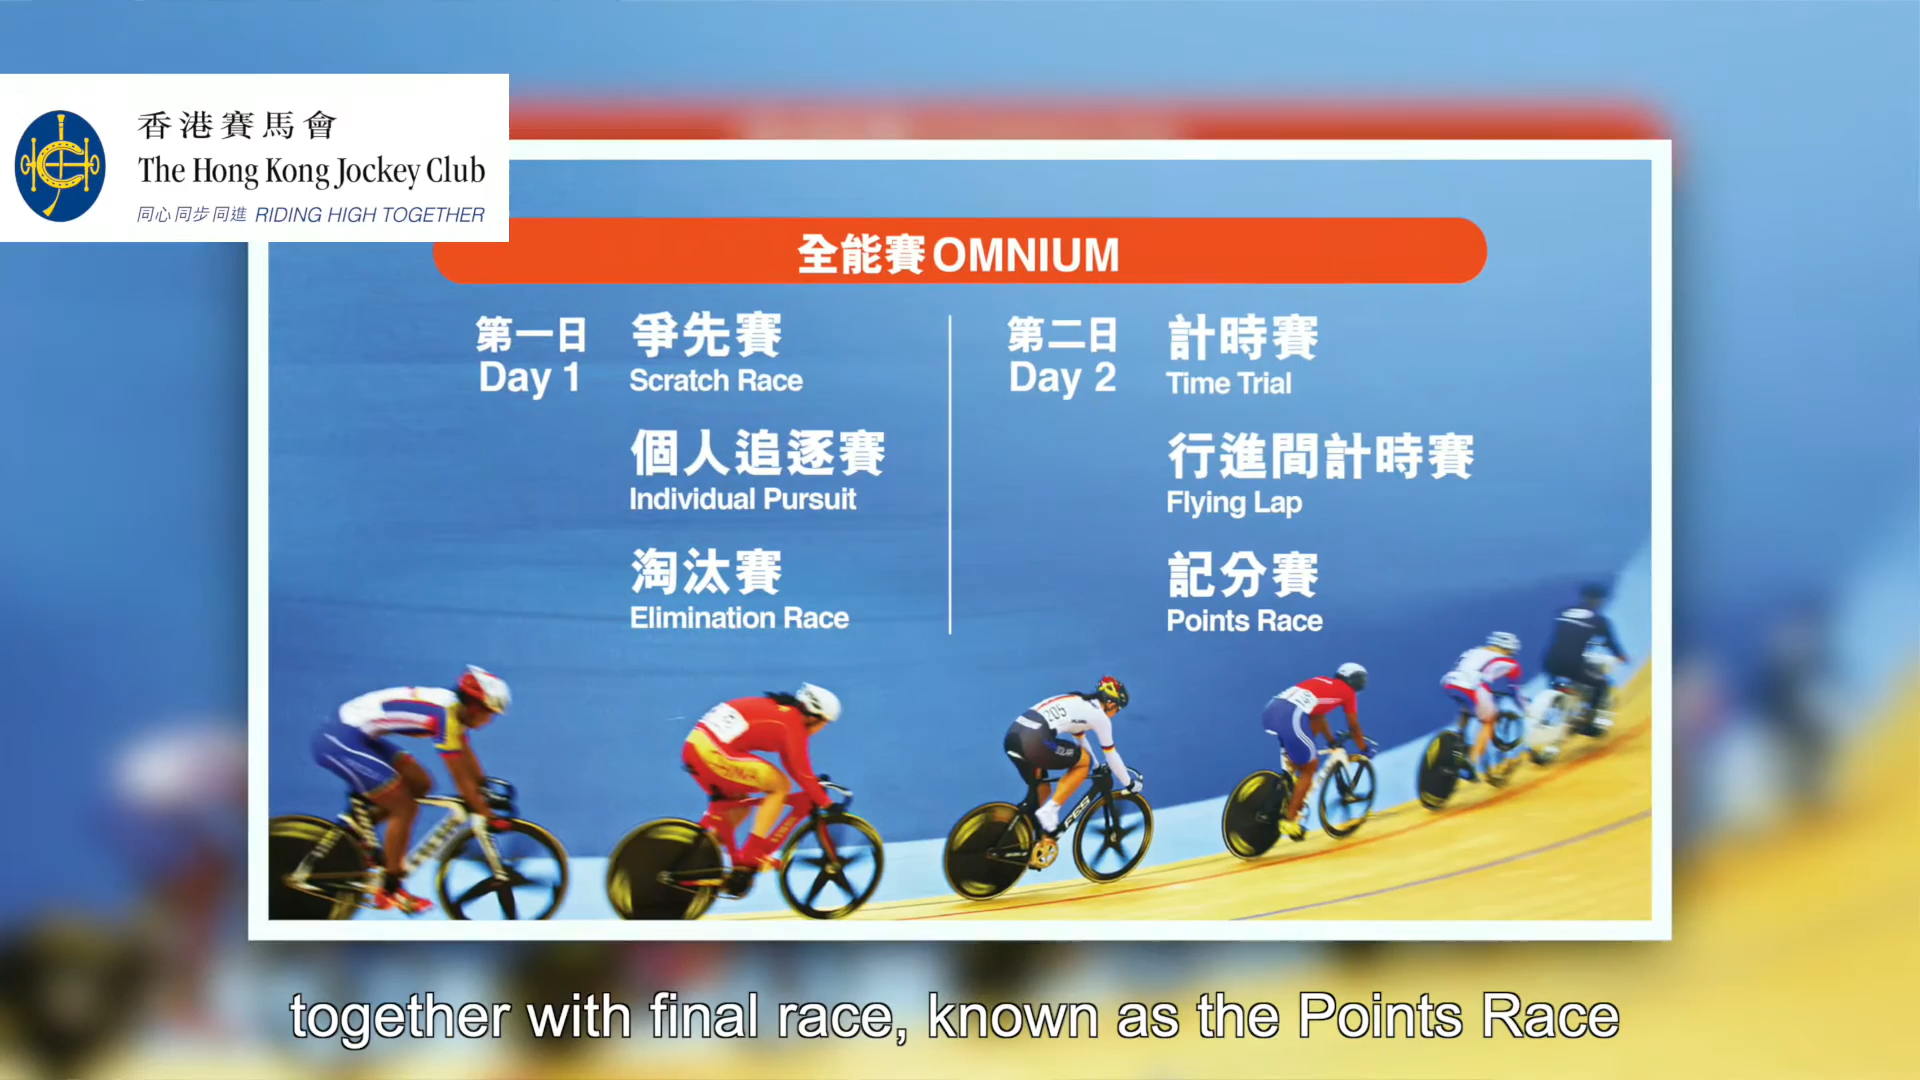 香港賽馬會
The Hong Kong Jockey Club
同心同步同進 RIDING HIGH TOGETHER
全能賽 OMNIUM
第一日
Day 1
爭先賽
Scratch Race
個人追逐賽
Individual Pursuit
淘汰賽
Elimination Race
第二日
Day 2
計時賽
Time Trial
行進間計時賽
Flying Lap
記分賽
Points Race
205
together with final race, known as the Points Race